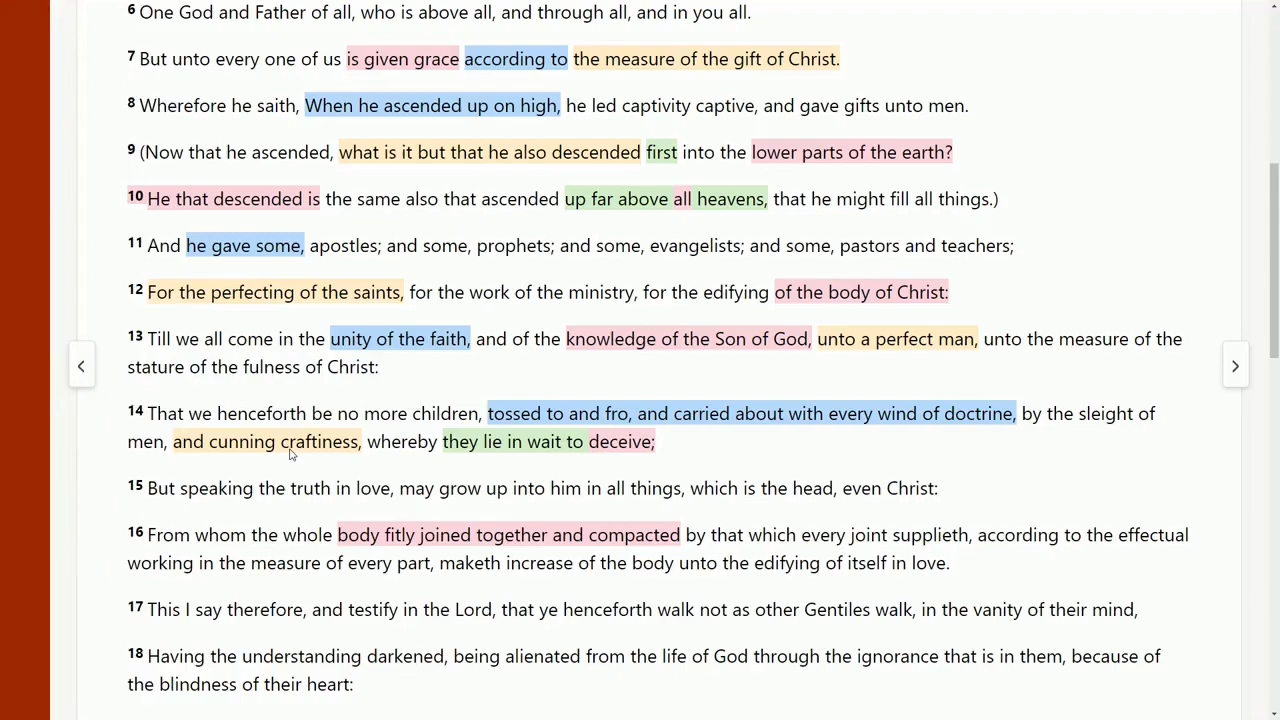 6 One God and Father of all, who is above all, and through all, and in you all.
7 But unto every one of us is given grace according to the measure of the gift of Christ.
8 Wherefore he saith, When he ascended up on high, he led captivity captive, and gave gifts unto men.
9 (Now that he ascended, what is it but that he also descended first into the lower parts of the earth?
10 He that descended is the same also that ascended up far above all heavens, that he might fill all things.)
11 And he gave some, apostles; and some, prophets; and some, evangelists; and some, pastors and teachers;
12 For the perfecting of the saints, for the work of the ministry, for the edifying of the body of Christ:
13 Till we all come in the unity of the faith, and of the knowledge of the Son of God, unto a perfect man, unto the measure of the
stature of the fulness of Christ:
14 That we henceforth be no more children, tossed to and fro, and carried about with every wind of doctrine, by the sleight of
men, and cunning craftiness, whereby they lie in wait to deceive;
15 But speaking the truth in love, may grow up into him in all things, which is the head, even Christ:
16 From whom the whole body fitly joined together and compacted by that which every joint supplieth, according to the effectual
working in the measure of every part, maketh increase of the body unto the edifying of itself in love.
17 This I say therefore, and testify in the Lord, that ye henceforth walk not as other Gentiles walk, in the vanity of their mind,
18 Having the understanding darkened, being alienated from the life of God through the ignorance that is in them, because of
the blindness of their heart: